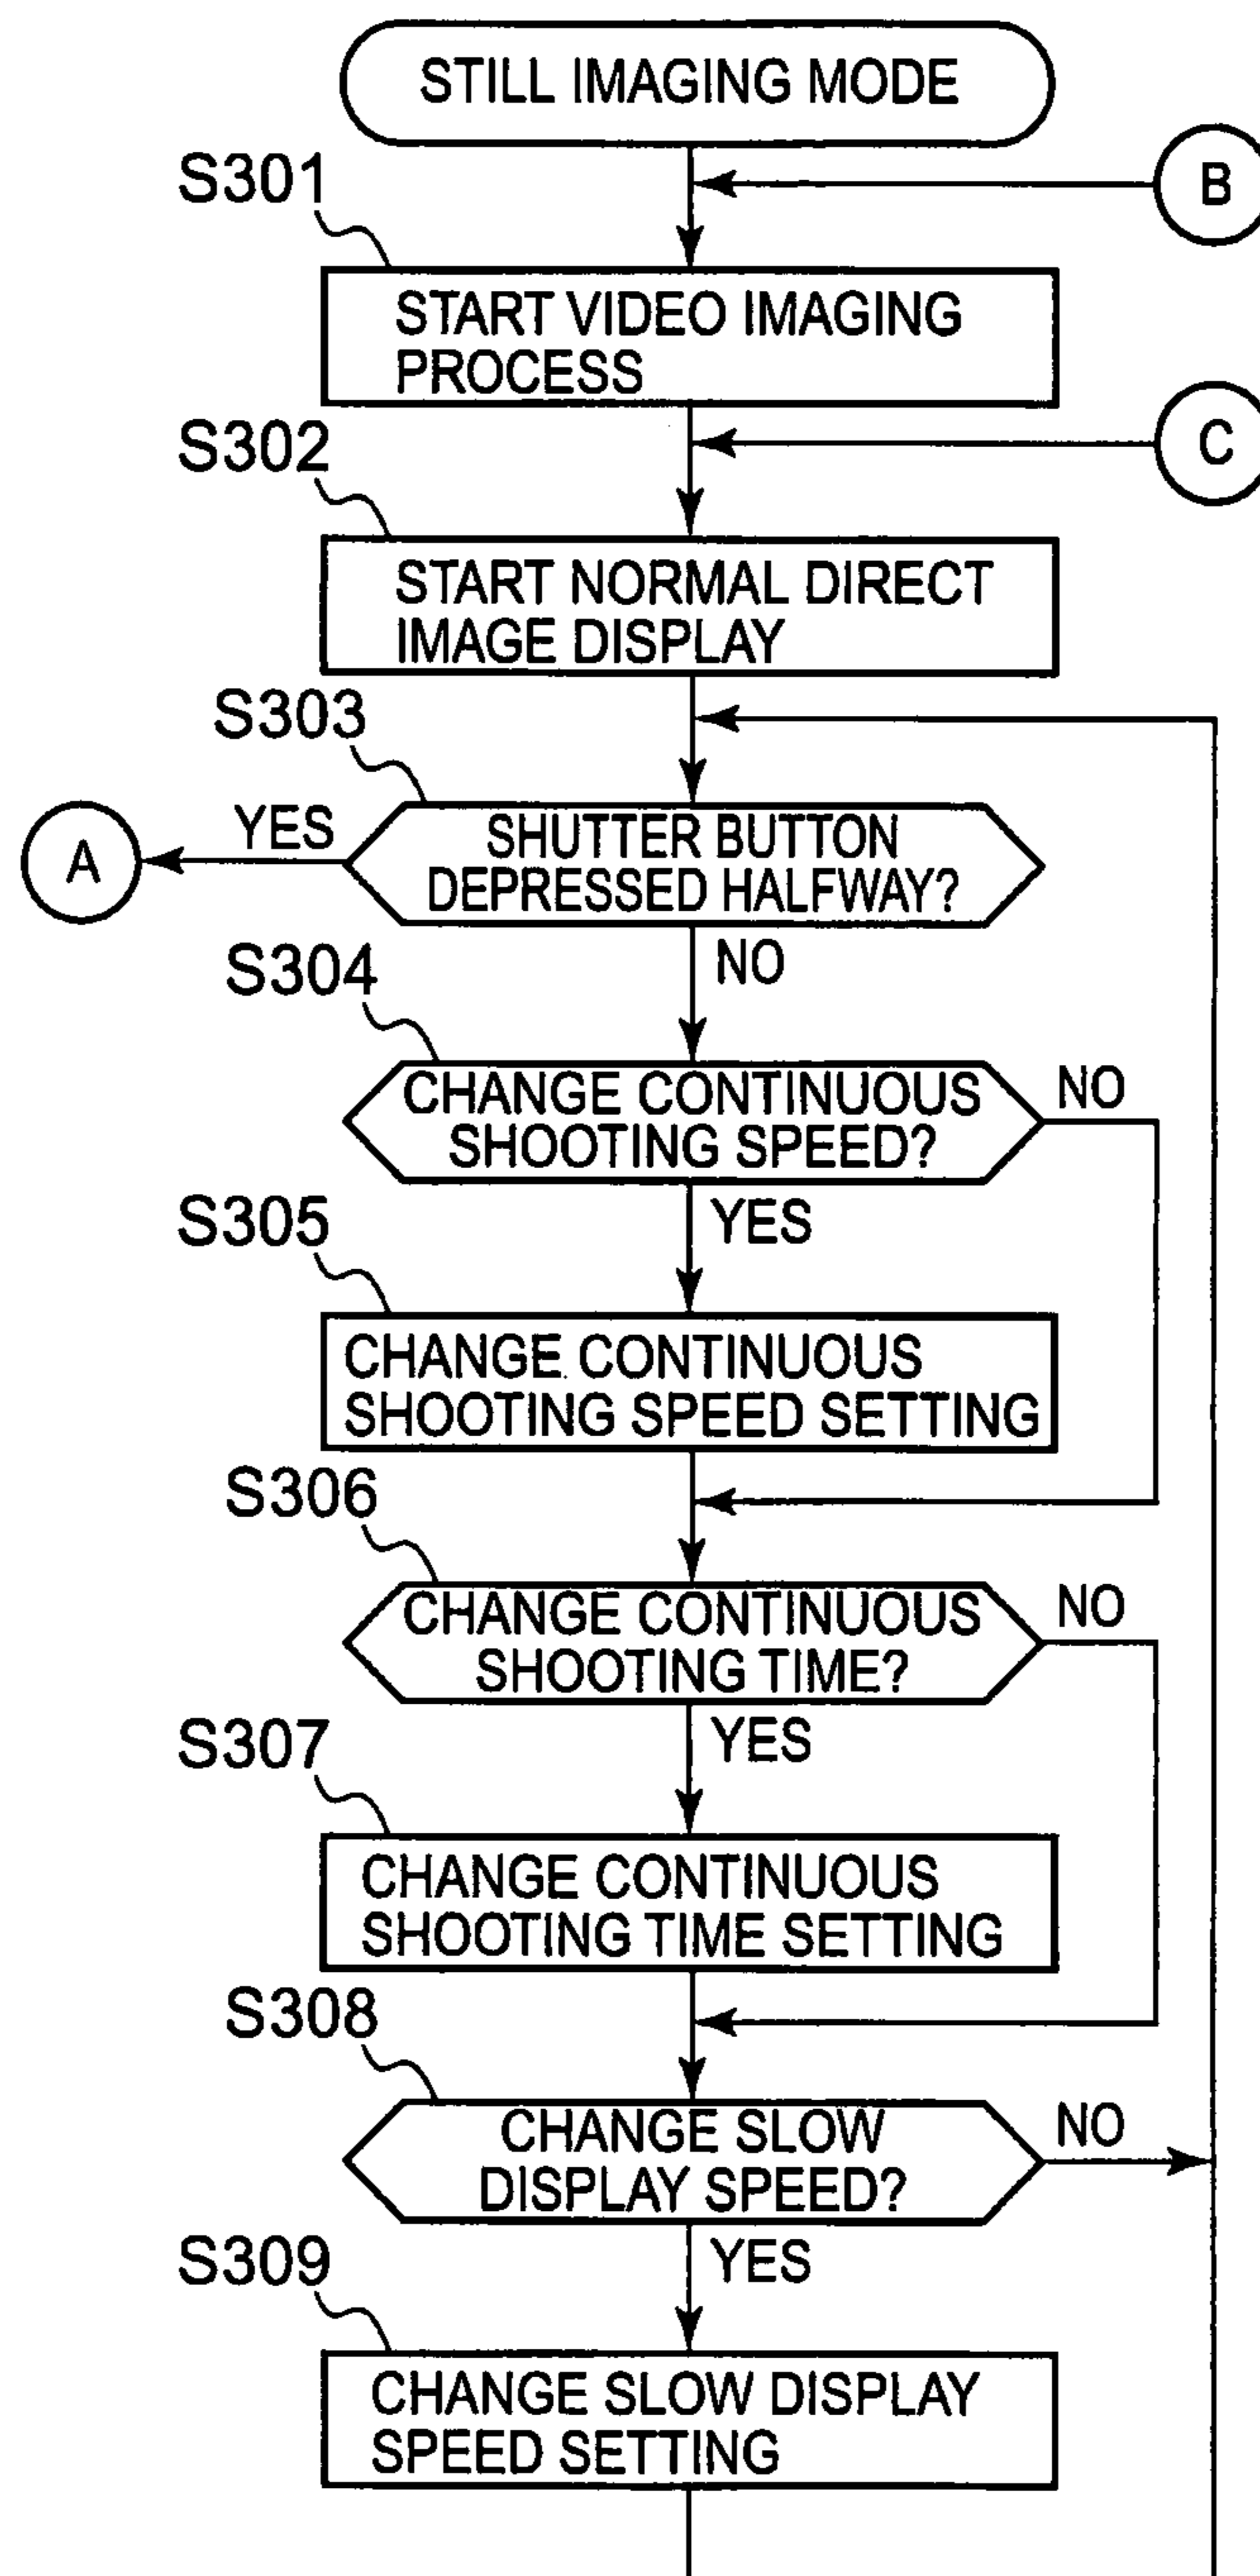 STILL IMAGING MODE
B
S301
START VIDEO IMAGING
PROCESS
C
S302
START NORMAL DIRECT
IMAGE DISPLAY
S303
A
YES
SHUTTER BUTTON
DEPRESSED HALFWAY?
NO
S304
CHANGE CONTINUOUS
SHOOTING SPEED?
NO
YES
S305
CHANGE CONTINUOUS
SHOOTING SPEED SETTING
S306
CHANGE CONTINUOUS
SHOOTING TIME?
NO
YES
S307
CHANGE CONTINUOUS
SHOOTING TIME SETTING
S308
CHANGE SLOW
DISPLAY SPEED?
NO
YES
S309
CHANGE SLOW DISPLAY
SPEED SETTING